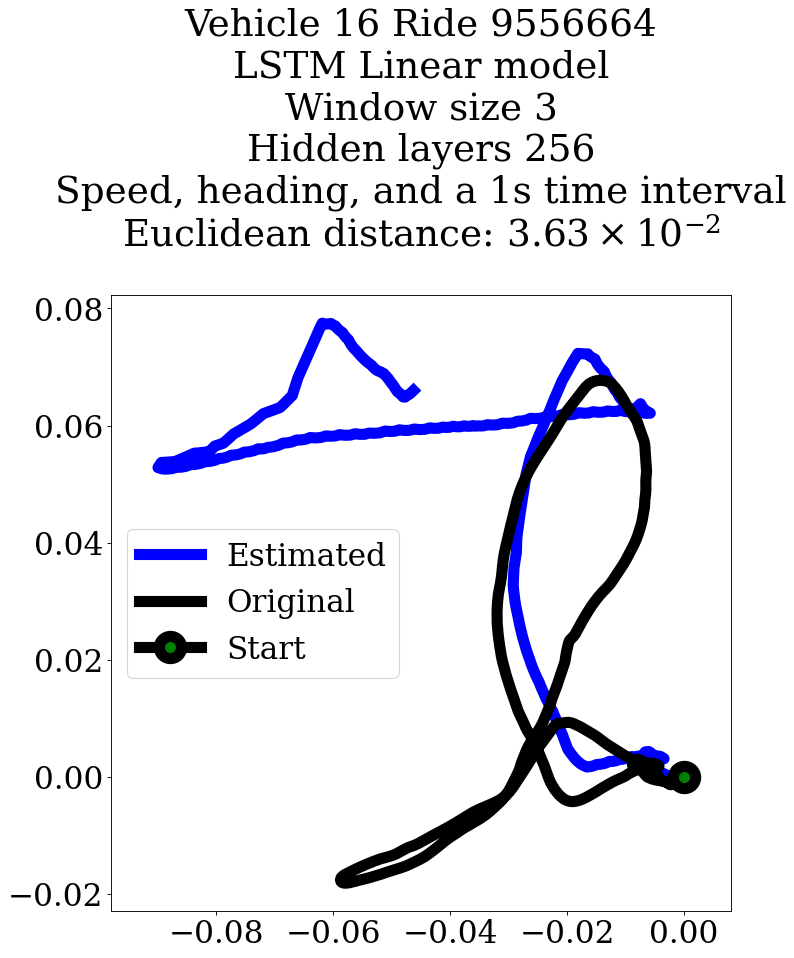 Vehicle 16 Ride 9556664
LSTM Linear model
Window size 3
Hidden layers 256
Speed, heading, and a 1s time interval
Euclidean distance: 3.63 × 10⁻²
0.08
0.06
0.04
0.02
0.00
−0.02
Estimated
Original
Start
−0.08 −0.06 −0.04 −0.02 0.00